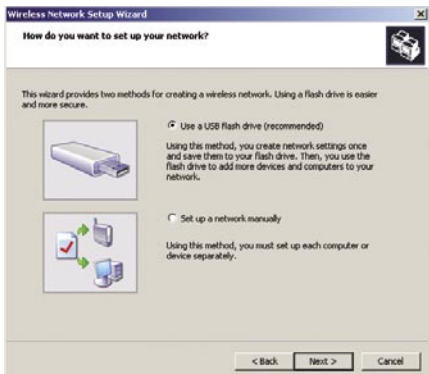 Wireless Network Setup Wizard
How do you want to set up your network?
This wizard provides two methods for creating a wireless network. Using a flash drive is easier
and more secure.
Use a USB flash drive (recommended)
Using this method, you create network settings once
and save them to your flash drive. Then, you use the
flash drive to add more devices and computers to your
network.
Set up a network manually
Using this method, you must set up each computer or
device separately.
< Back Next > Cancel